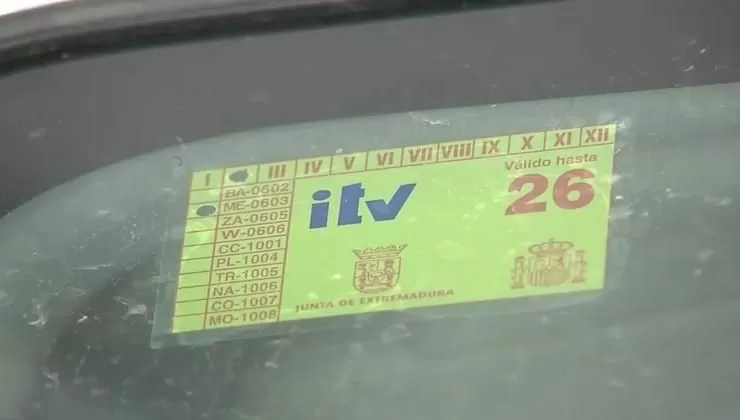 I III IV V VI VII VIII IX X XI XII
Válido hasta
26
itv
BA-0602
ME-0603
ZA-0605
VV-0606
CC-1001
PL-1004
TR-1005
NA-1006
CO-1007
MO-1008
JUNTA DE EXTREMADURA